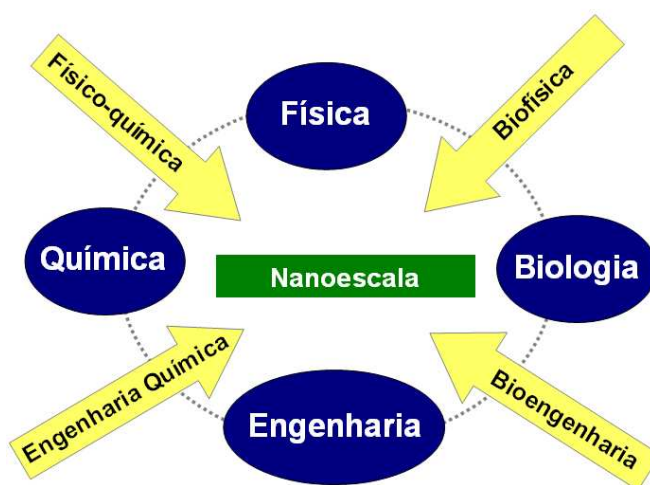 Físico-química
Física
Biofísica
Química
Nanoescala
Biologia
Engenharia Química
Engenharia
Bioengenharia